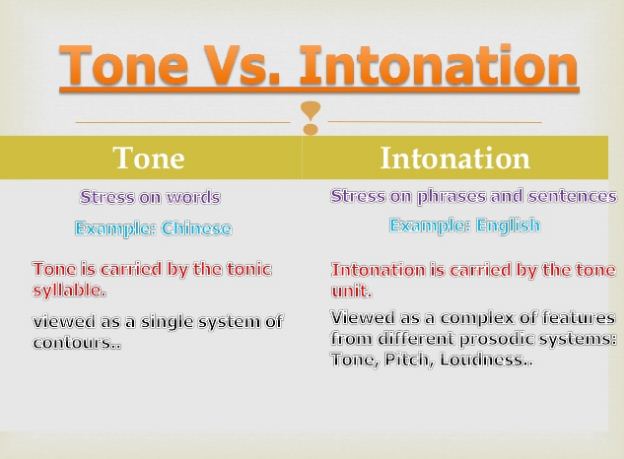 Tone Vs. Intonation
Tone
Intonation
Stress on words
Example: Chinese
Tone is carried by the tonic
syllable.
viewed as a single system of
contours..
Stress on phrases and sentences
Example: English
Intonation is carried by the tone
unit.
Viewed as a complex of features
from different prosodic systems:
Tone, Pitch, Loudness..